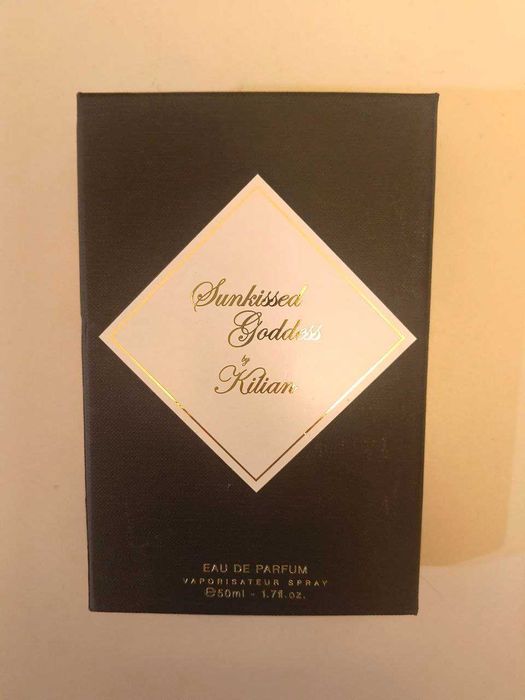 Sunkissed
Goddess
by
Kilian
EAU DE PARFUM
VAPORISATEUR SPRAY
℮50ml - 1.7fl.oz.